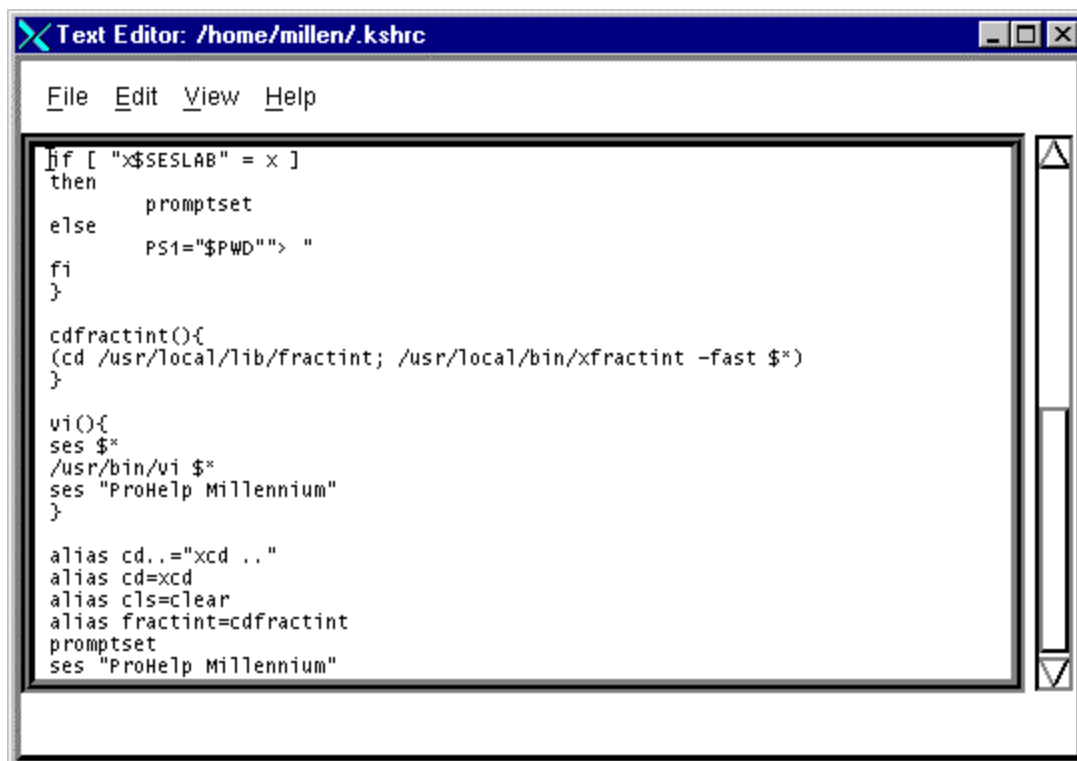 Text Editor: /home/millen/.kshrc
File Edit View Help
if [ "x$SESLAB" = x ]
then
        promptset
else
        PS1="$PWD""> "
fi
}

cdfractint(){
(cd /usr/local/lib/fractint; /usr/local/bin/xfractint -fast $*)
}

vi(){
ses $*
/usr/bin/vi $*
ses "ProHelp Millennium"
}

alias cd..="xcd .."
alias cd=xcd
alias cls=clear
alias fractint=cdfractint
promptset
ses "ProHelp Millennium"